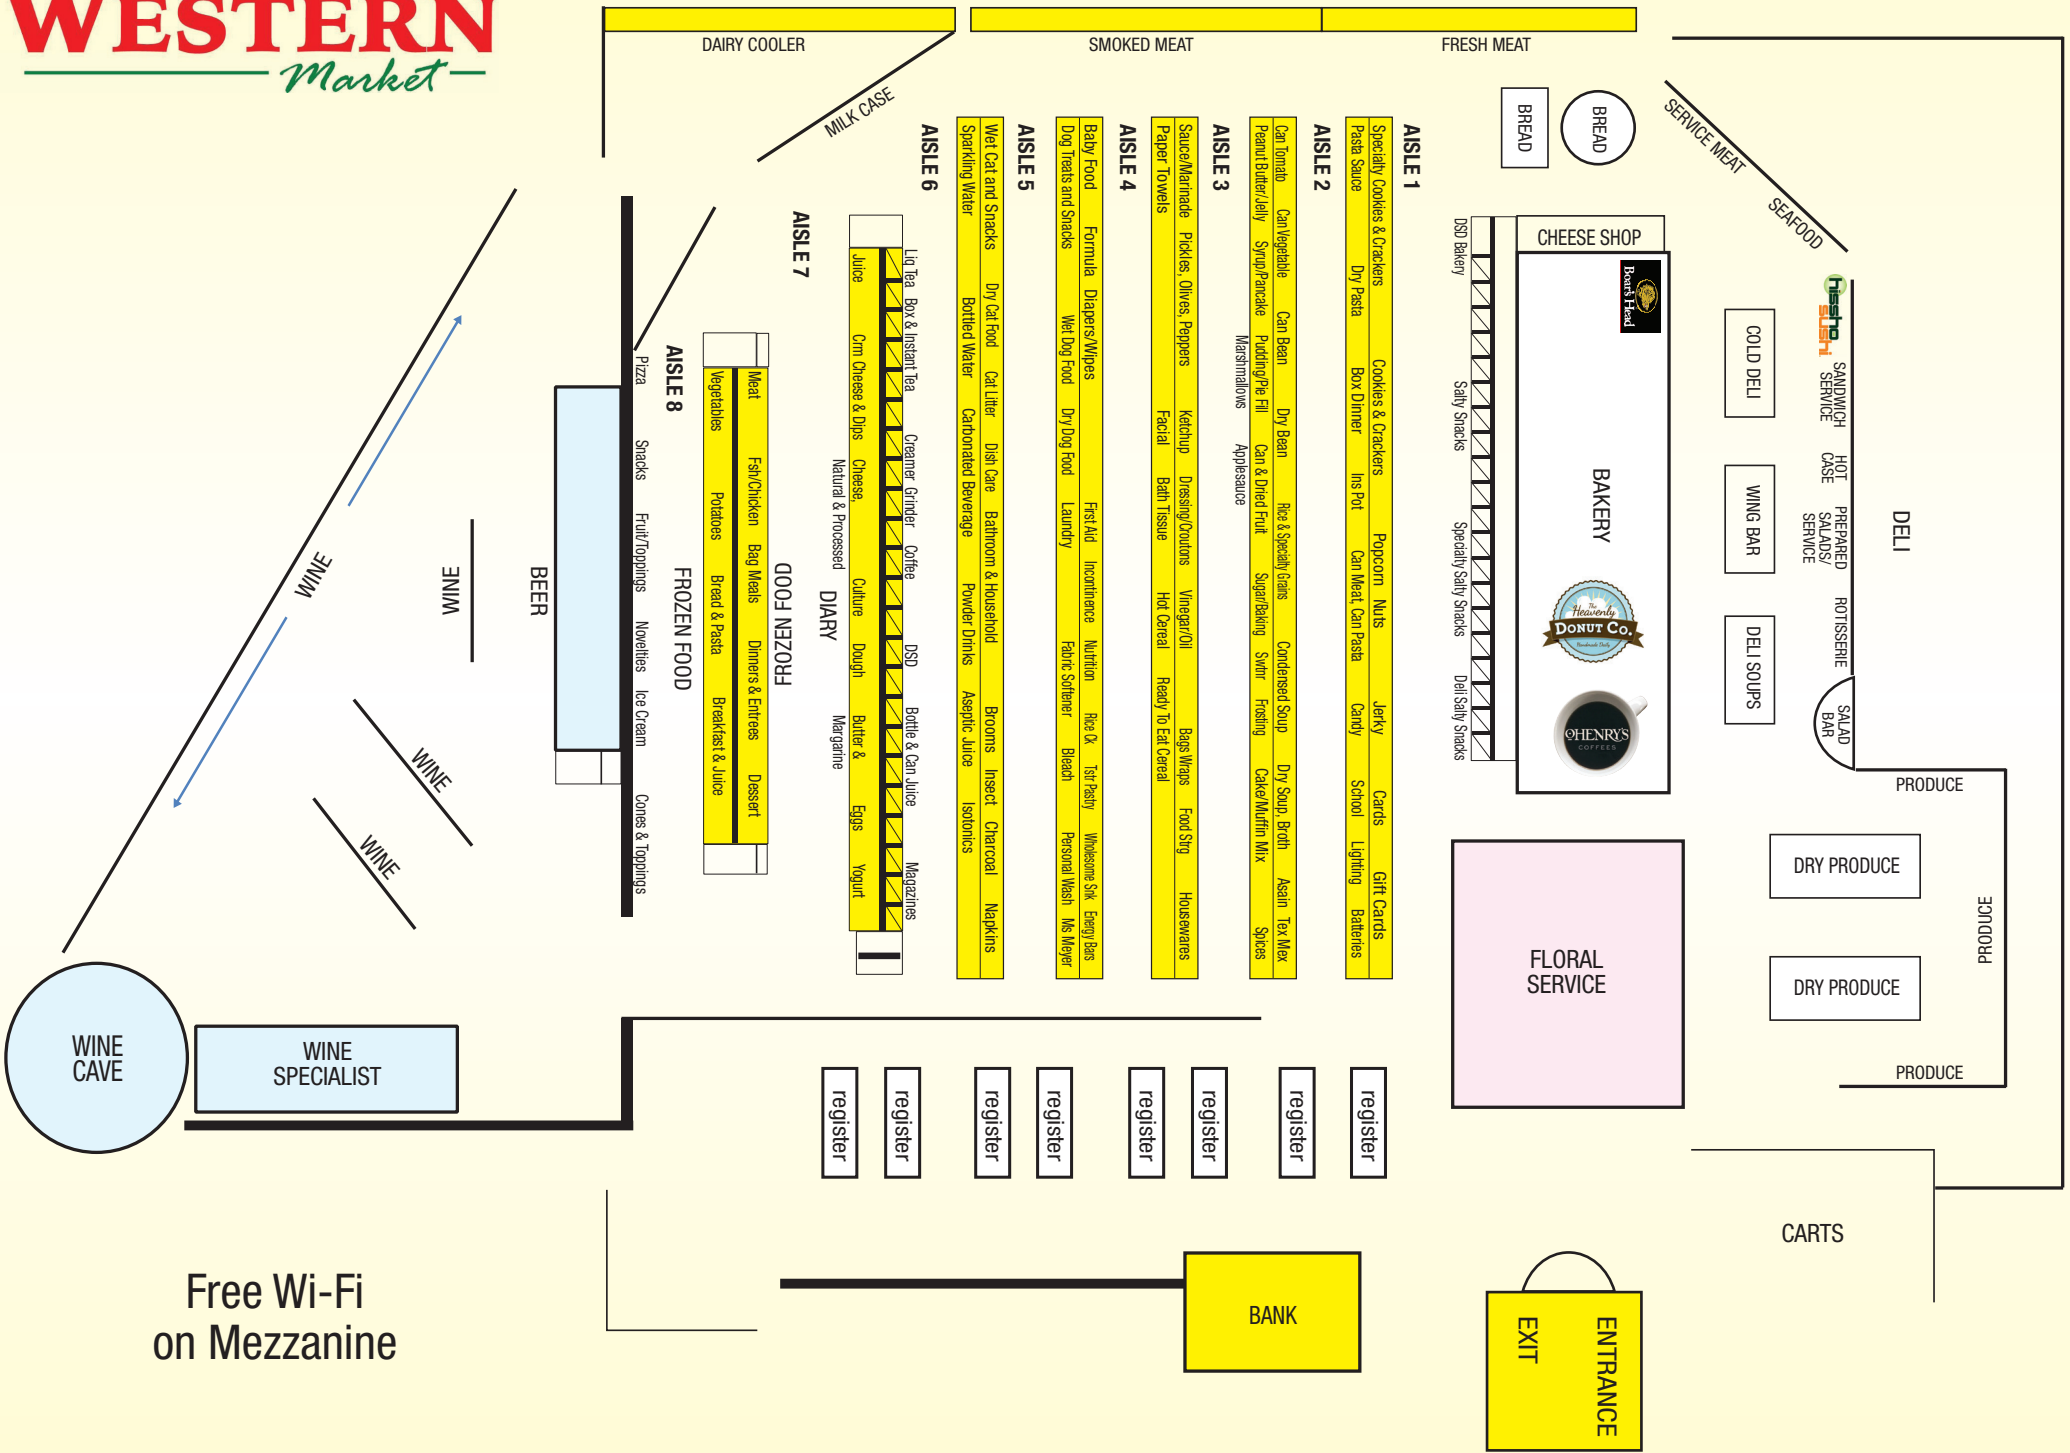 WESTERN
Market
DAIRY COOLER
SMOKED MEAT
FRESH MEAT
MILK CASE
BREAD
BREAD
SERVICE MEAT
SEAFOOD
CHEESE SHOP
Boar's Head
BAKERY
The
Heavenly
DONUT CO.
Handmade Daily
OHENRY'S
COFFEES
hissho
sushi
SANDWICH
SERVICE
HOT
CASE
PREPARED
SALADS/
SERVICE
ROTISSERIE
DELI
COLD DELI
WING BAR
DELI SOUPS
SALAD
BAR
PRODUCE
PRODUCE
PRODUCE
DRY PRODUCE
DRY PRODUCE
FLORAL
SERVICE
DSD Bakery Salty Snacks Specialty Salty Snacks Deli Salty Snacks
AISLE 1
Specialty Cookies & Crackers Cookies & Crackers Popcorn Nuts Jerky Cards Gift Cards
Pasta Sauce Dry Pasta Box Dinner Ins Pot Can Meat, Can Pasta Candy School Lighting Batteries
AISLE 2
Can Tomato Can Vegetable Can Bean Dry Bean Rice & Specialty Grains Condensed Soup Dry Soup, Broth Asain Tex Mex
Peanut Butter/Jelly Syrup/Pancake Pudding/Pie Fill Can & Dried Fruit Sugar/Baking Swtnr Frosting Cake/Muffin Mix Spices
Marshmallows Applesauce
AISLE 3
Sauce/Marinade Pickles, Olives, Peppers Ketchup Dressing/Coutons Vinegar/Oil Bags Wraps Food Strg Housewares
Paper Towels Facial Bath Tissue Hot Cereal Ready To Eat Cereal
AISLE 4
Baby Food Formula Diapers/Wipes First Aid Incontinence Nutrition Rice Ck Tstr Pastry Wholesome Snk Energy Bars
Dog Treats and Snacks Wet Dog Food Dry Dog Food Laundry Fabric Softener Bleach Personal Wash Ms Meyer
AISLE 5
Wet Cat and Snacks Dry Cat Food Cat Litter Dish Care Bathroom & Household Brooms Insect Charcoal Napkins
Sparkling Water Bottled Water Carbonated Beverage Powder Drinks Aseptic Juice Isotonics
AISLE 6
Liq Tea Box & Instant Tea Creamer Grinder Coffee DSD Bottle & Can Juice Magazines
Juice Crm Cheese & Dips Cheese, Culture Dough Butter & Eggs Yogurt
Natural & Processed Margarine
DIARY
AISLE 7
FROZEN FOOD
Meat Fsh/Chicken Bag Meals Dinners & Entrees Dessert
Vegetables Potatoes Bread & Pasta Breakfast & Juice
FROZEN FOOD
AISLE 8
Pizza Snacks Fruit/Toppings Novelties Ice Cream Cones & Toppings
BEER
WINE
WINE
WINE
WINE
WINE
CAVE
WINE
SPECIALIST
register
register
register
register
register
register
register
register
CARTS
BANK
EXIT
ENTRANCE
Free Wi-Fi
on Mezzanine